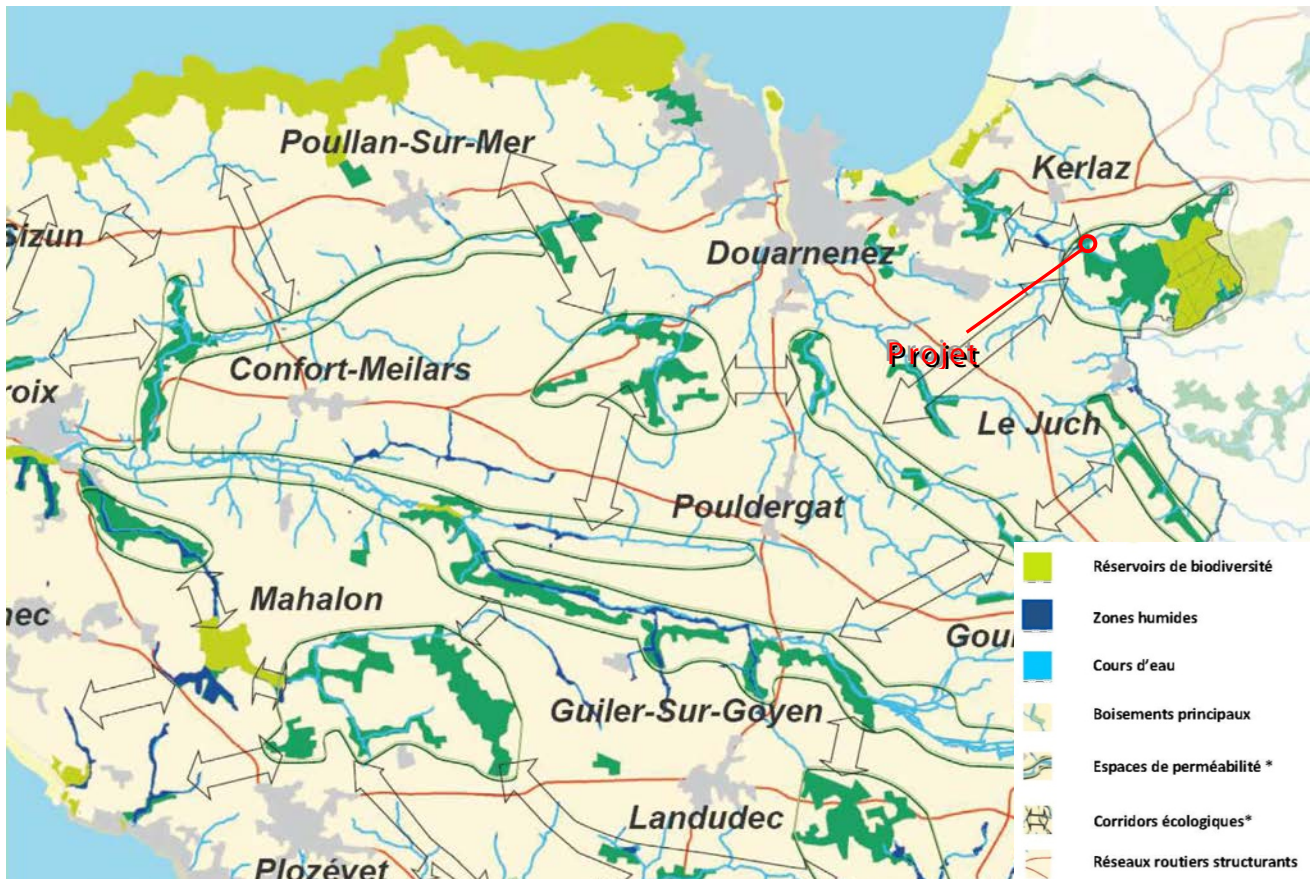 Poullan-Sur-Mer
Kerlaz
Sizun
Douarnenez
Projet
Confort-Meilars
roix
Le Juch
Pouldergat
Mahalon
nec
Gou
Guiler-Sur-Goyen
Landudec
Plozévet
Réservoirs de biodiversité
Zones humides
Cours d'eau
Boisements principaux
Espaces de perméabilité *
Corridors écologiques*
Réseaux routiers structurants